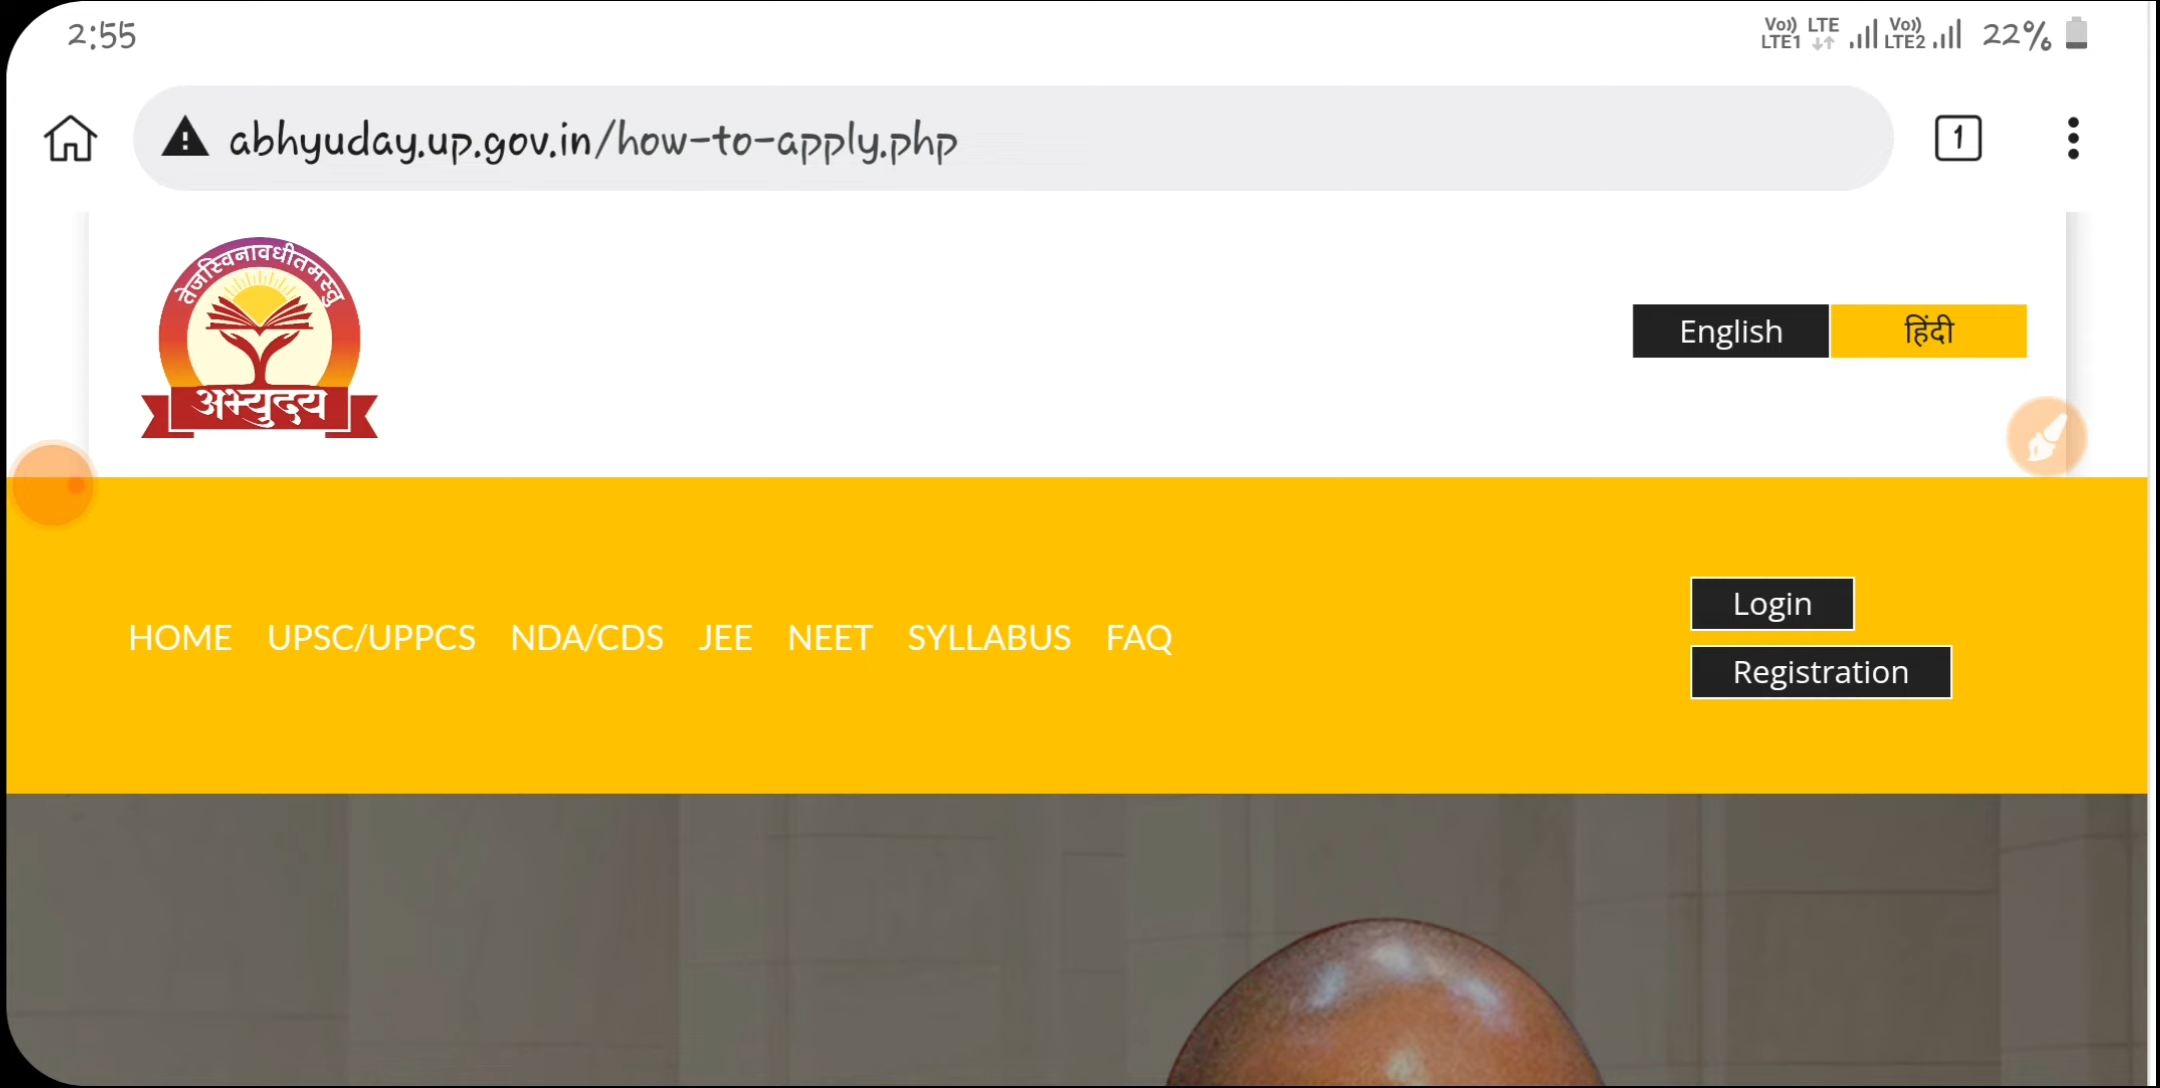 2:55
Vo)) LTE
LTE1
Vo))
LTE2
22%
abhyuday.up.gov.in/how-to-apply.php
1
तेजस्विनावधीतमस्तु
अभ्युदय
English
हिंदी
Login
HOME UPSC/UPPCS NDA/CDS JEE NEET SYLLABUS FAQ
Registration